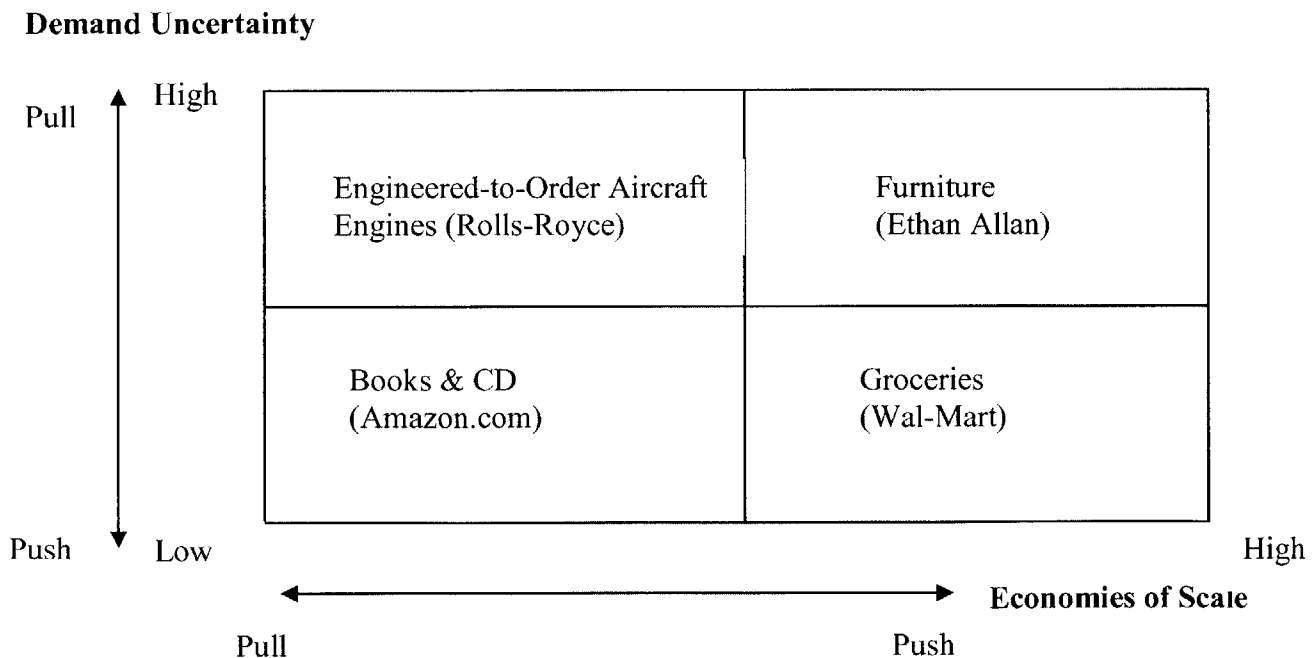 Demand Uncertainty
Pull
High
Engineered-to-Order Aircraft
Engines (Rolls-Royce)
Furniture
(Ethan Allan)
Books & CD
(Amazon.com)
Groceries
(Wal-Mart)
Push
Low
High
Economies of Scale
Pull
Push